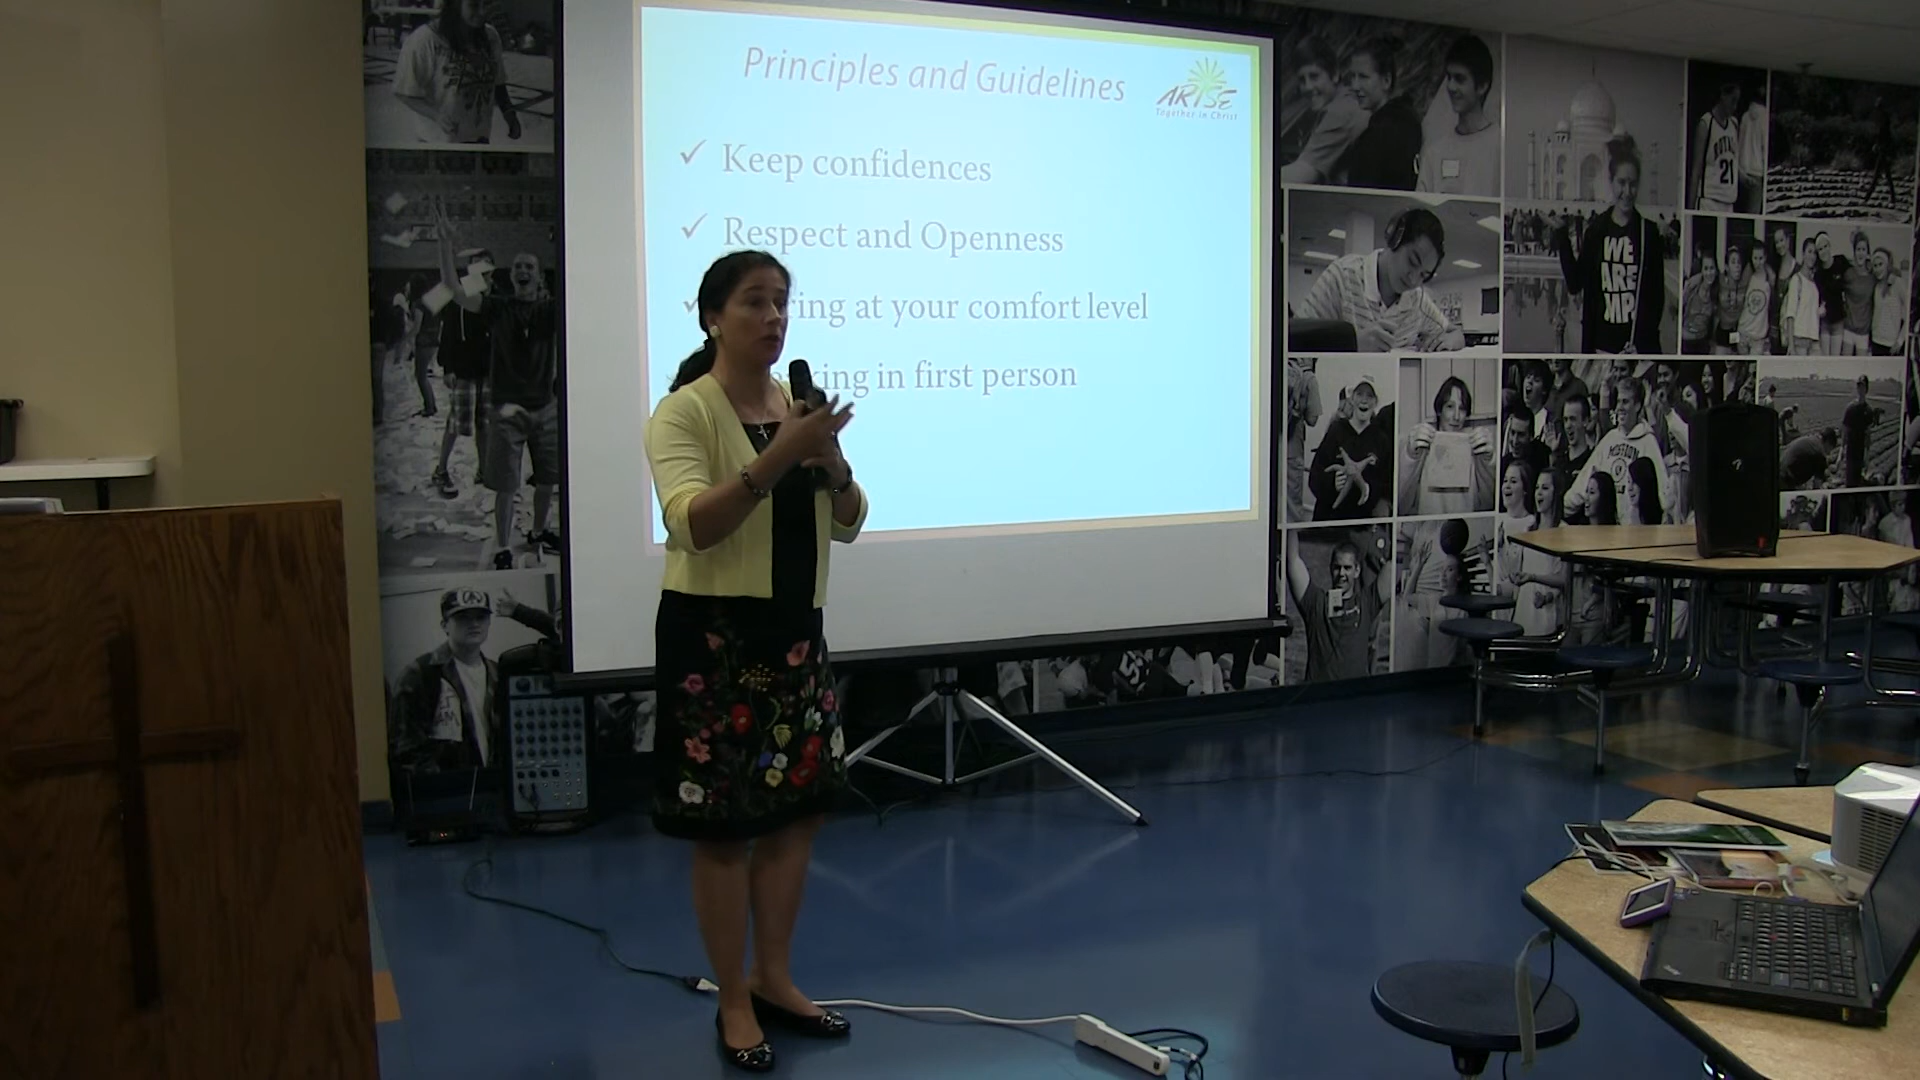 Principles and Guidelines
ARISE
Together in Christ
✓ Keep confidences
✓ Respect and Openness
ring at your comfort level
king in first person
WE
ARE
21